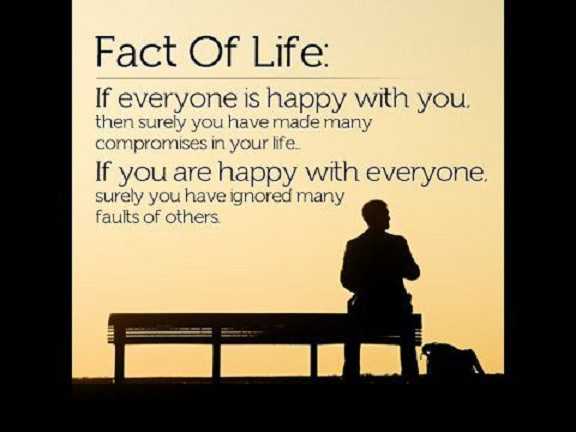 Fact Of Life:
If everyone is happy with you,
then surely you have made many
compromises in your life..
If you are happy with everyone,
surely you have ignored many
faults of others.